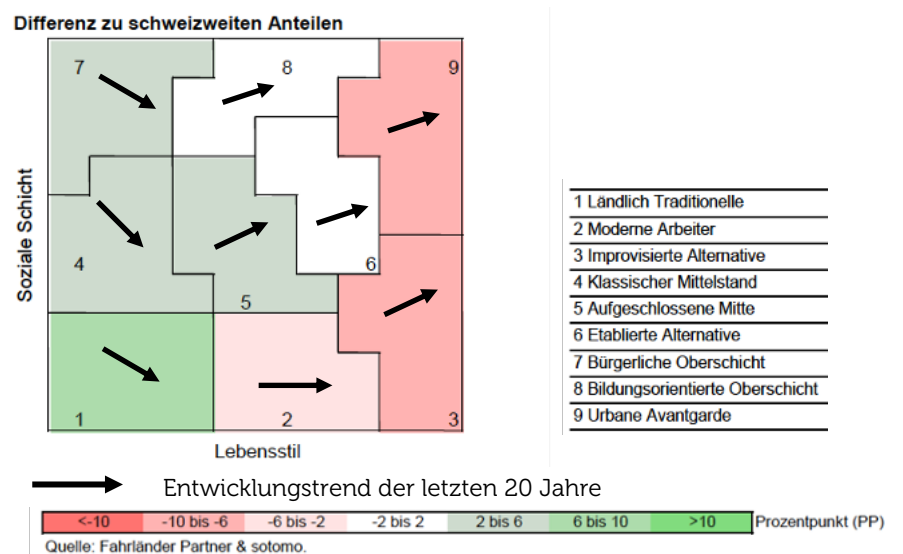 Differenz zu schweizweiten Anteilen
7
8
9
4
5
6
1
2
3
Soziale Schicht
Lebensstil
1 Ländlich Traditionelle
2 Moderne Arbeiter
3 Improvisierte Alternative
4 Klassischer Mittelstand
5 Aufgeschlossene Mitte
6 Etablierte Alternative
7 Bürgerliche Oberschicht
8 Bildungsorientierte Oberschicht
9 Urbane Avantgarde
Entwicklungstrend der letzten 20 Jahre
<-10 -10 bis -6 -6 bis -2 -2 bis 2 2 bis 6 6 bis 10 >10 Prozentpunkt (PP)
Quelle: Fahrländer Partner & sotomo.